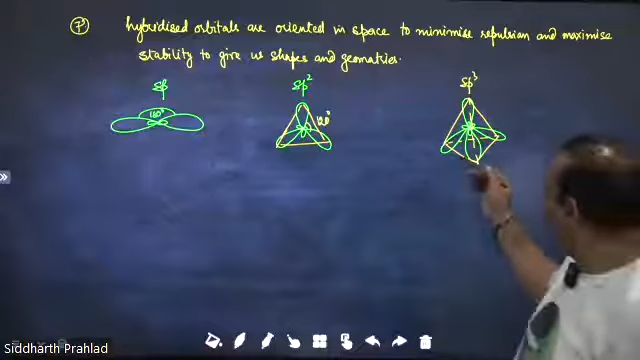 7) hybridised orbitals are oriented in space to minimise repulsion and maximise
stability to give us shapes and geometries.
sp sp² sp³
180° 120°
Siddharth Prahlad